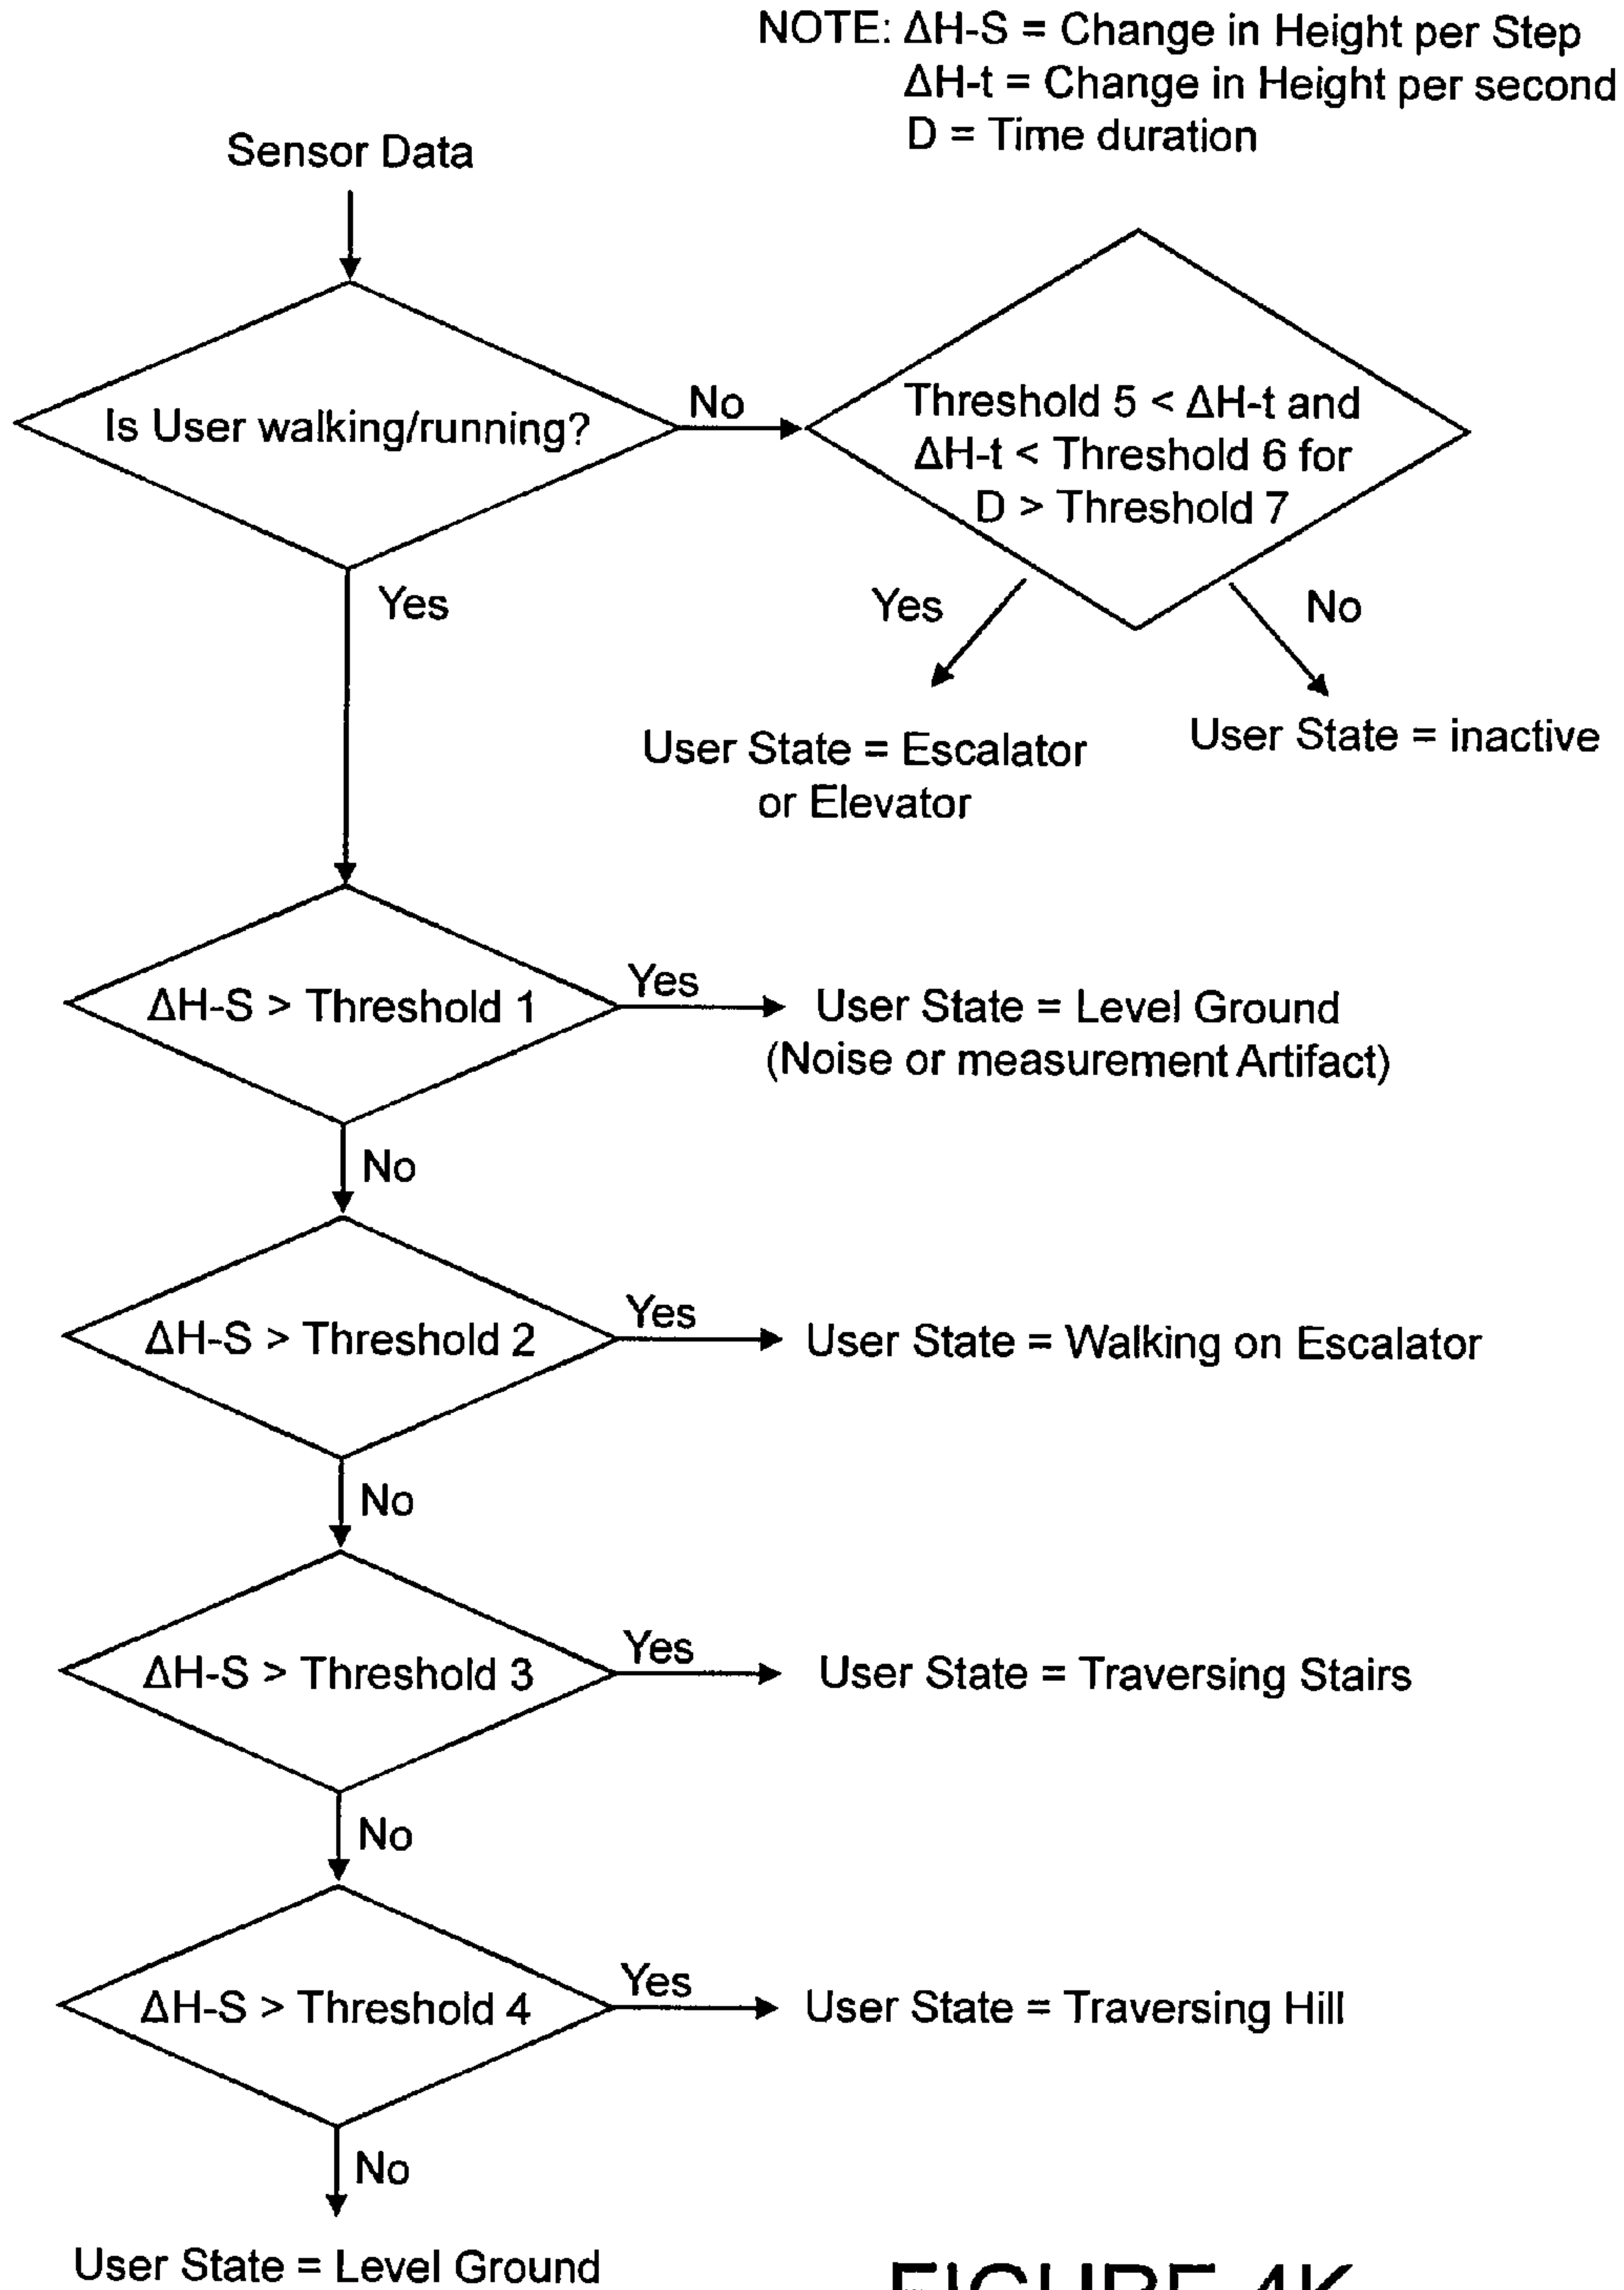 NOTE: ΔH-S = Change in Height per Step
ΔH-t = Change in Height per second
D = Time duration
Sensor Data
Is User walking/running?
No
Threshold 5 < ΔH-t and
ΔH-t < Threshold 6 for
D > Threshold 7
Yes
Yes
No
User State = Escalator
or Elevator
User State = inactive
ΔH-S > Threshold 1
Yes
User State = Level Ground
(Noise or measurement Artifact)
No
ΔH-S > Threshold 2
Yes
User State = Walking on Escalator
No
ΔH-S > Threshold 3
Yes
User State = Traversing Stairs
No
ΔH-S > Threshold 4
Yes
User State = Traversing Hill
No
User State = Level Ground
FIGURE 4K